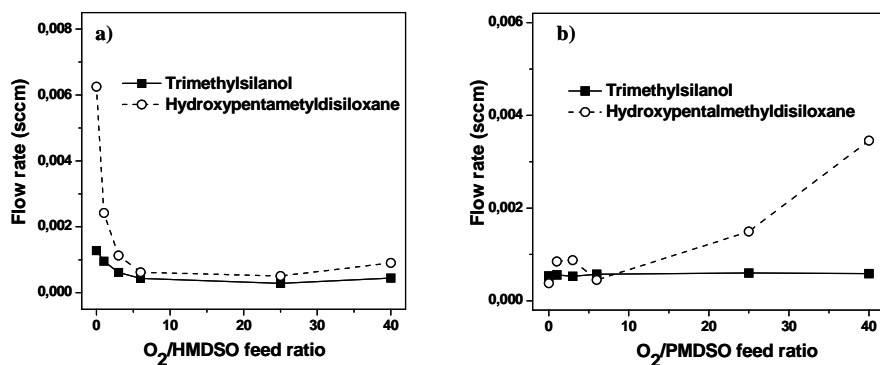 a)
Flow rate (sccm)
0,008
0,006
0,004
0,002
0,000
Trimethylsilanol
Hydroxypentametyldisiloxane
0 10 20 30 40
O2/HMDSO feed ratio
b)
Flow rate (sccm)
0,006
0,004
0,002
0,000
Trimethylsilanol
Hydroxypentalmethyldisiloxane
0 10 20 30 40
O2/PMDSO feed ratio